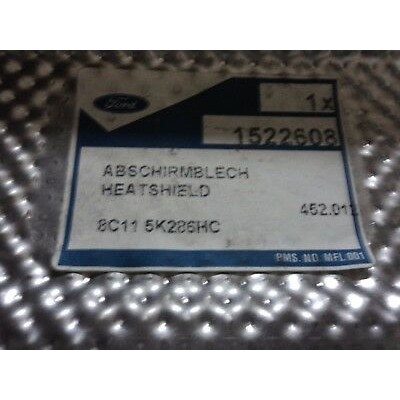 Ford
1x
1522608
ABSCHIRMBLECH
HEATSHIELD
452.011
8C11 5K286HC
PMS. NO. MFL.001